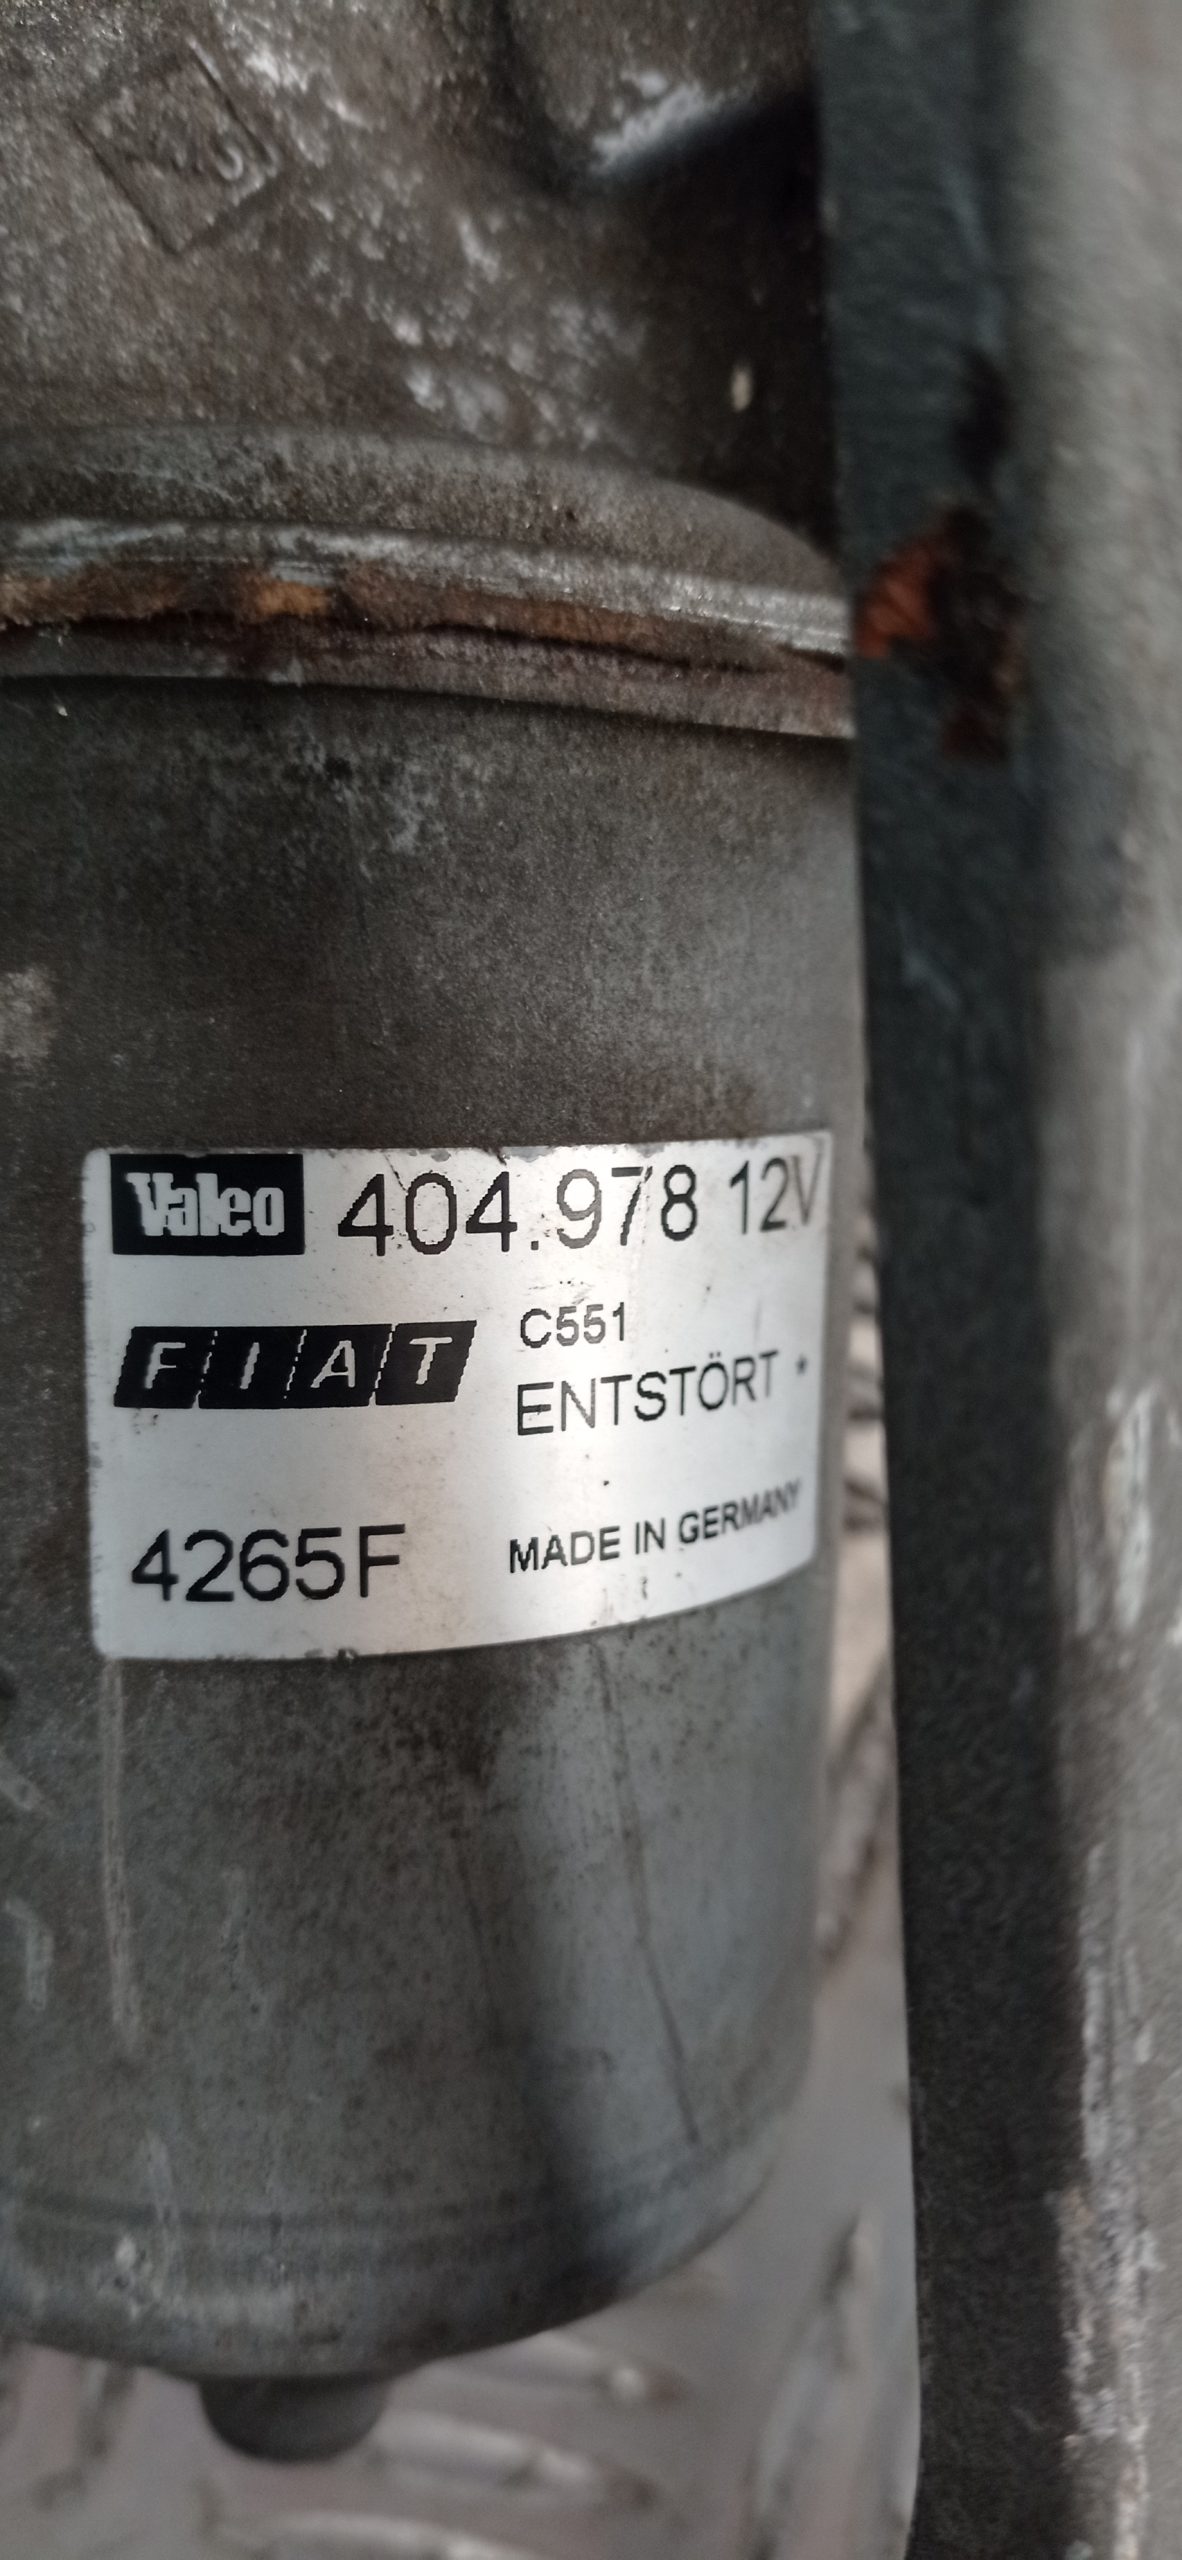 Valeo 404.978 12V
FIAT C551
ENTSTÖRT *
4265F MADE IN GERMANY